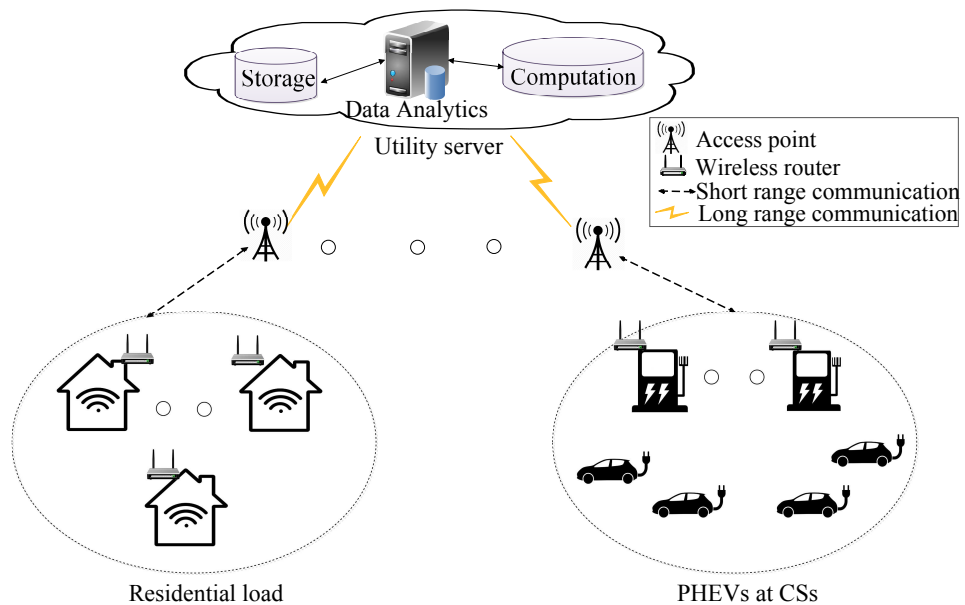 Storage
Computation
Data Analytics
Utility server
Access point
Wireless router
Short range communication
Long range communication
Residential load
PHEVs at CSs